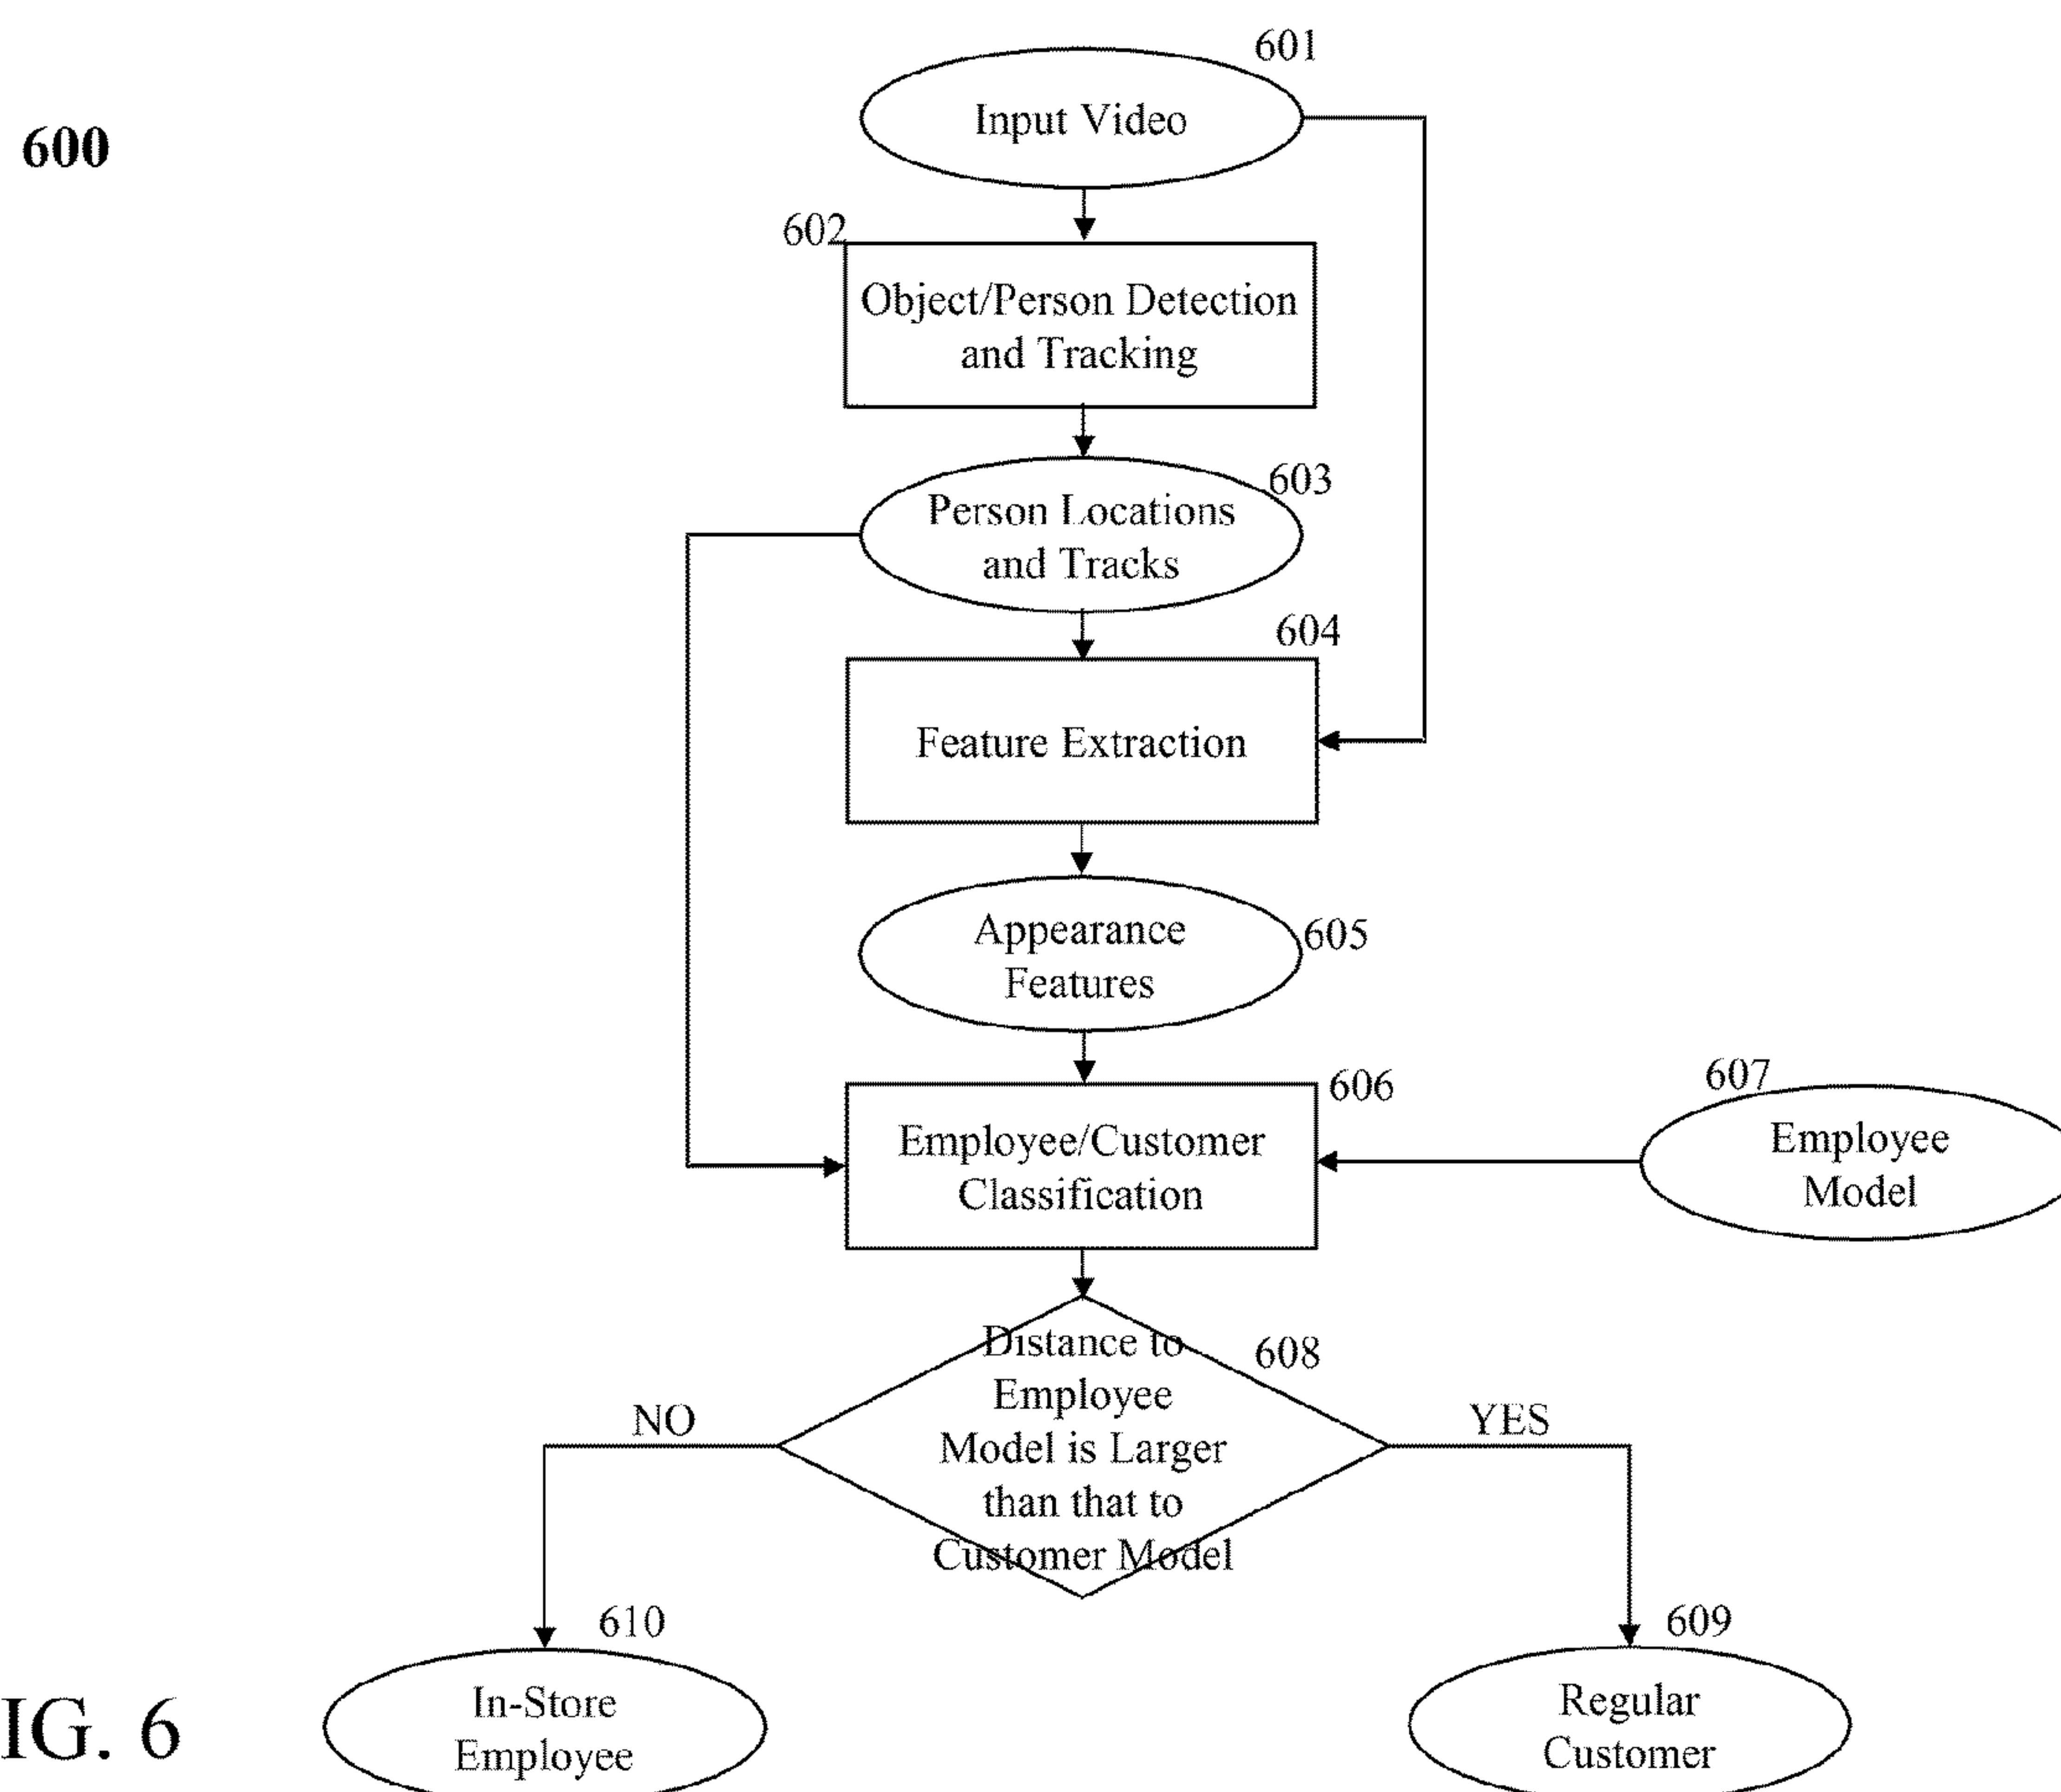 601
Input Video
600
602
Object/Person Detection
and Tracking
603
Person Locations
and Tracks
604
Feature Extraction
Appearance
Features
605
606
Employee/Customer
Classification
607
Employee
Model
Distance to
Employee
Model is Larger
than that to
Customer Model
608
NO
YES
610
In-Store
Employee
609
Regular
Customer
IG. 6